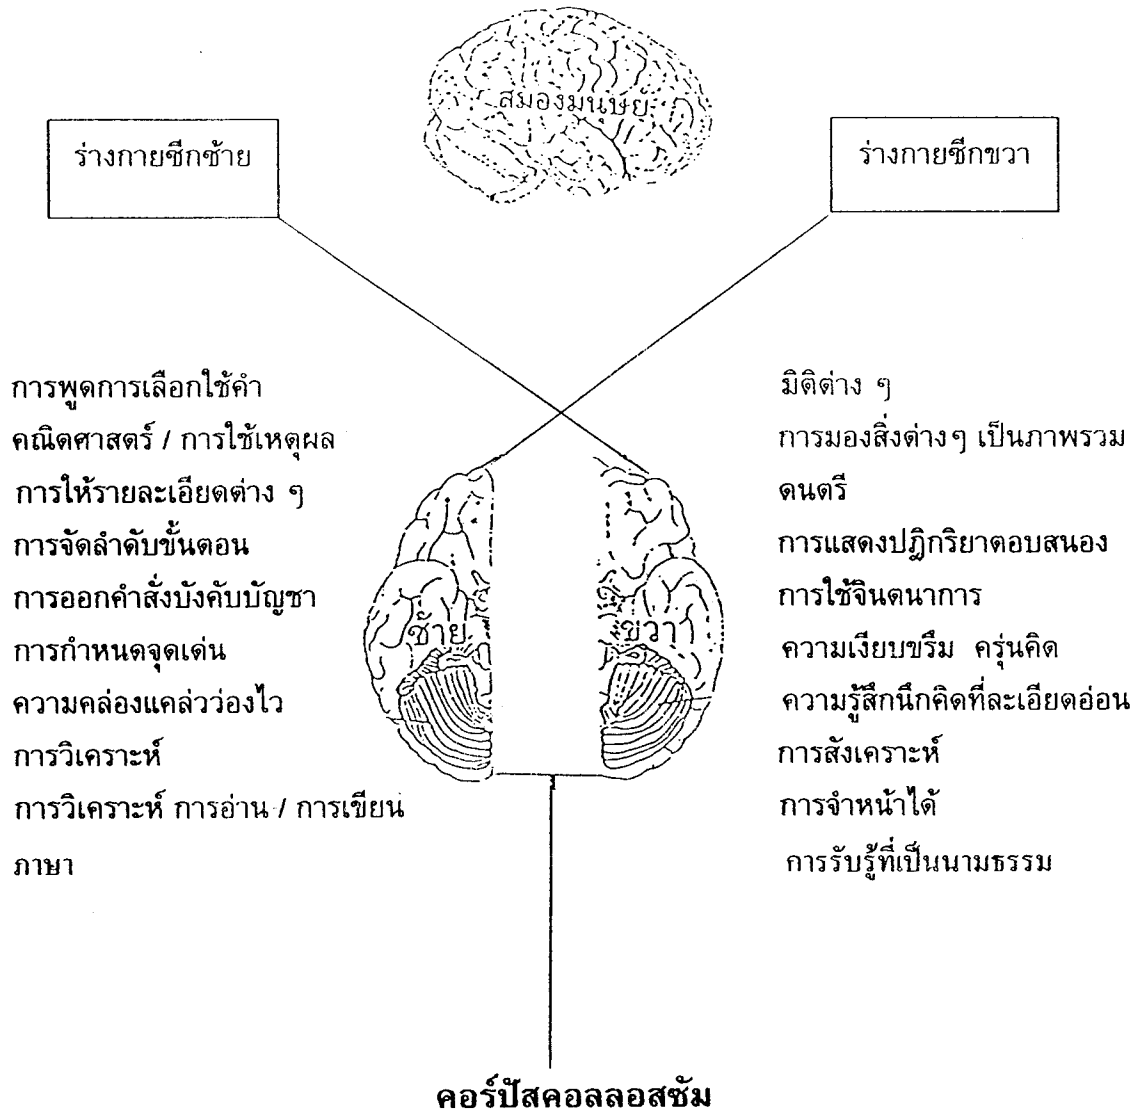 สมองมนุษย์
ร่างกายซีกซ้าย
ร่างกายซีกขวา
การพูดการเลือกใช้คำ
คณิตศาสตร์ / การใช้เหตุผล
การให้รายละเอียดต่าง ๆ
การจัดลำดับขั้นตอน
การออกคำสั่งบังคับบัญชา
การกำหนดจุดเด่น
ความคล่องแคล่วว่องไว
การวิเคราะห์
การวิเคราะห์ การอ่าน / การเขียน
ภาษา
ซ้าย
ขวา
มิติต่าง ๆ
การมองสิ่งต่างๆ เป็นภาพรวม
ดนตรี
การแสดงปฏิกริยาตอบสนอง
การใช้จินตนาการ
ความเงียบขรึม ครุ่นคิด
ความรู้สึกนึกคิดที่ละเอียดอ่อน
การสังเคราะห์
การจำหน้าได้
การรับรู้ที่เป็นนามธรรม
คอร์ปัสคอลลอสซัม